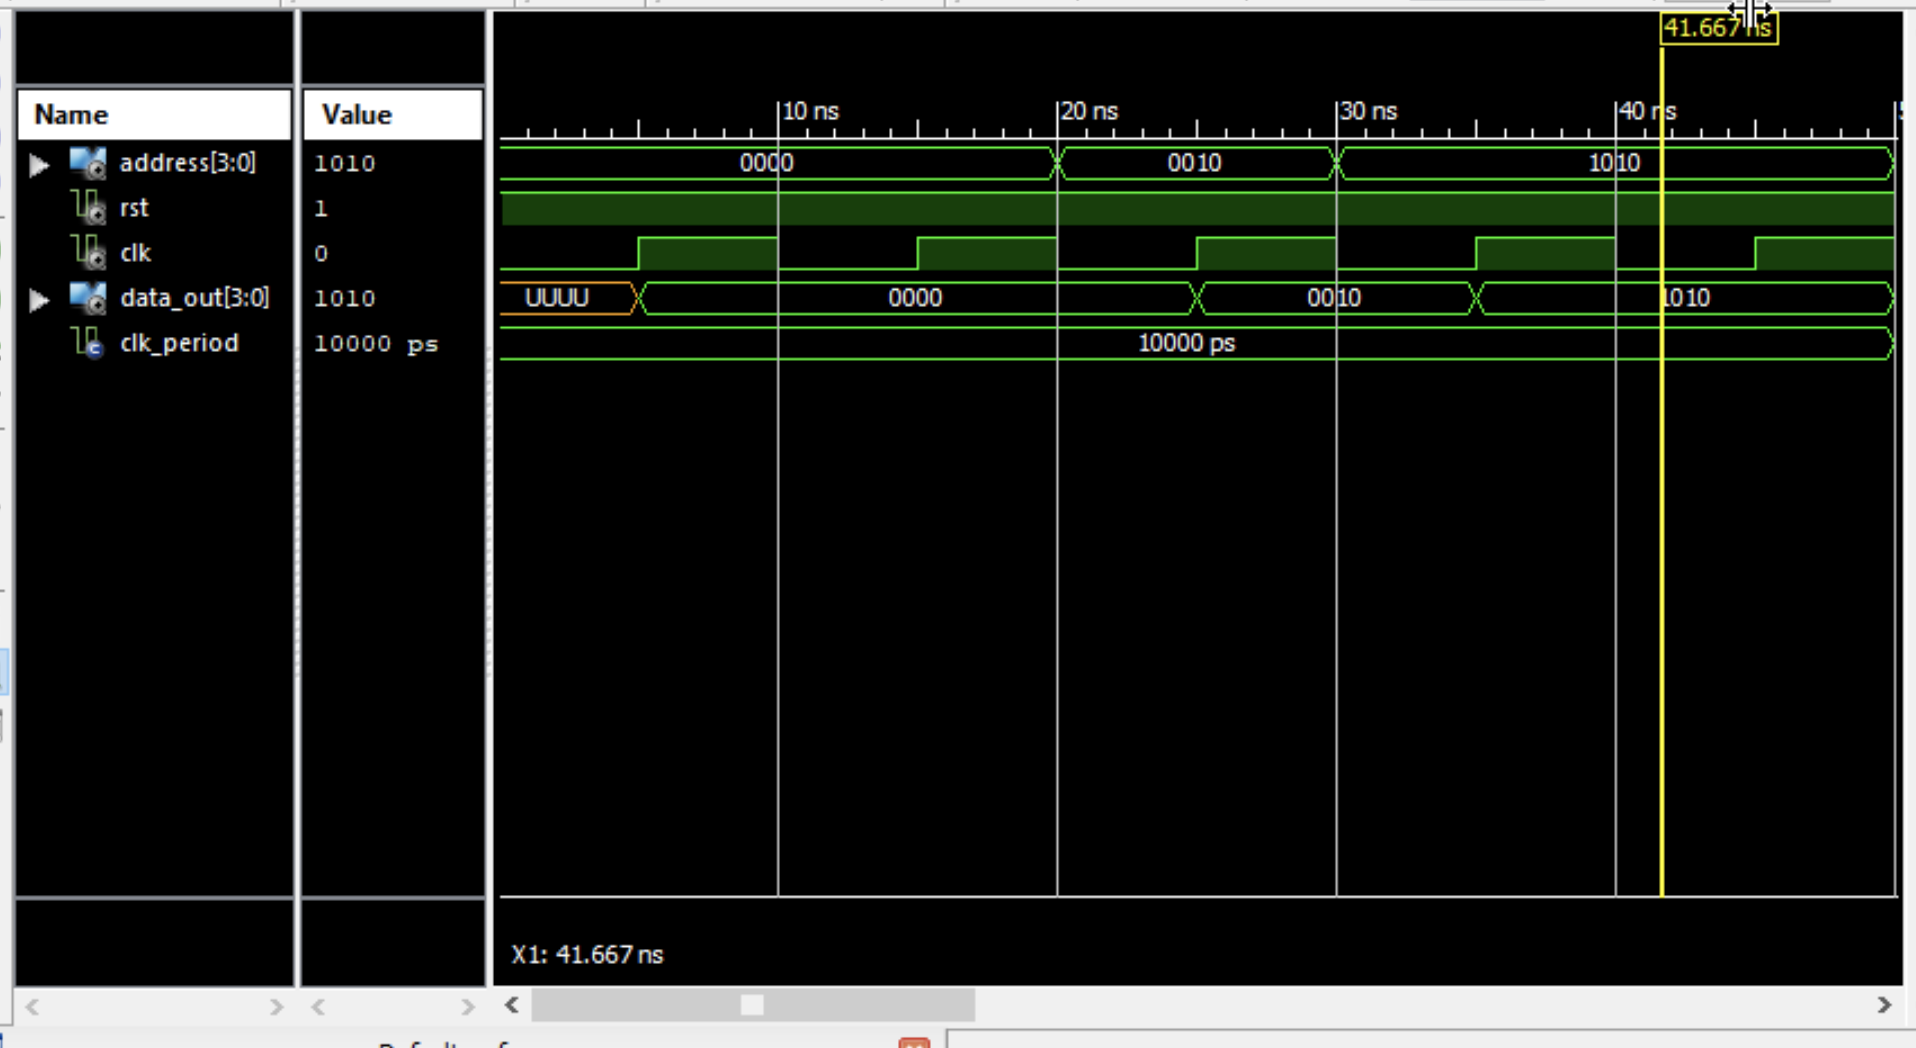 41.667 ns
Name Value
10 ns 20 ns 30 ns 40 ns
address[3:0] 1010 0000 0010 1010
rst 1
clk 0
data_out[3:0] 1010 UUUU 0000 0010 1010
clk_period 10000 ps 10000 ps
X1: 41.667 ns